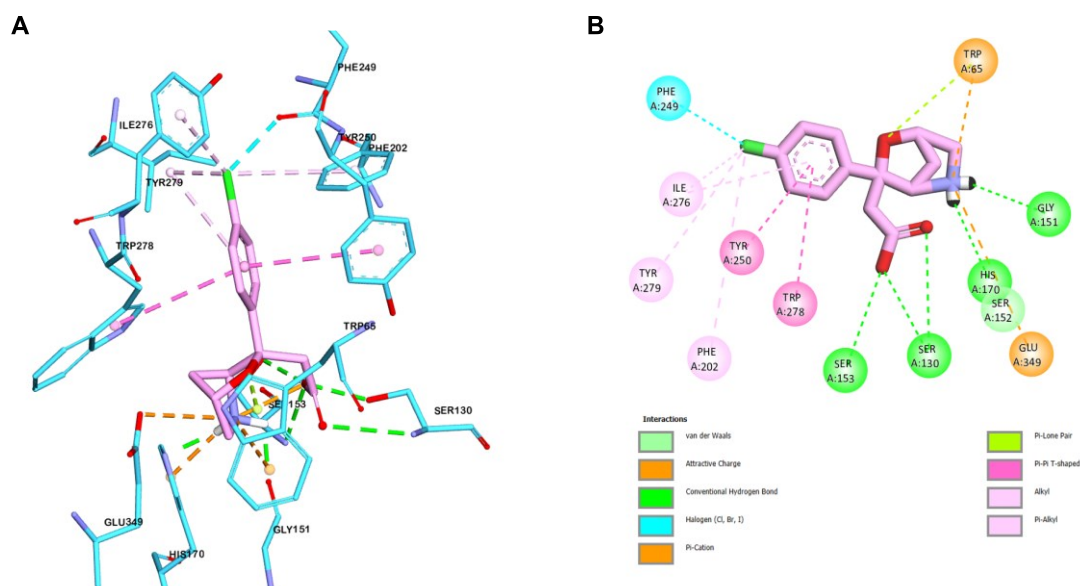 A
PHE249
ILE276
TYR250
PHE202
TYR279
TRP278
TRP65
SER153
SER130
GLU349
GLY151
HIS170
B
TRP
A:65
PHE
A:249
ILE
A:276
GLY
A:151
TYR
A:250
TYR
A:279
HIS
A:170
SER
A:152
TRP
A:278
PHE
A:202
SER
A:153
SER
A:130
GLU
A:349
Interactions
van der Waals
Attractive Charge
Conventional Hydrogen Bond
Halogen (Cl, Br, I)
Pi-Cation
Pi-Lone Pair
Pi-Pi T-shaped
Alkyl
Pi-Alkyl